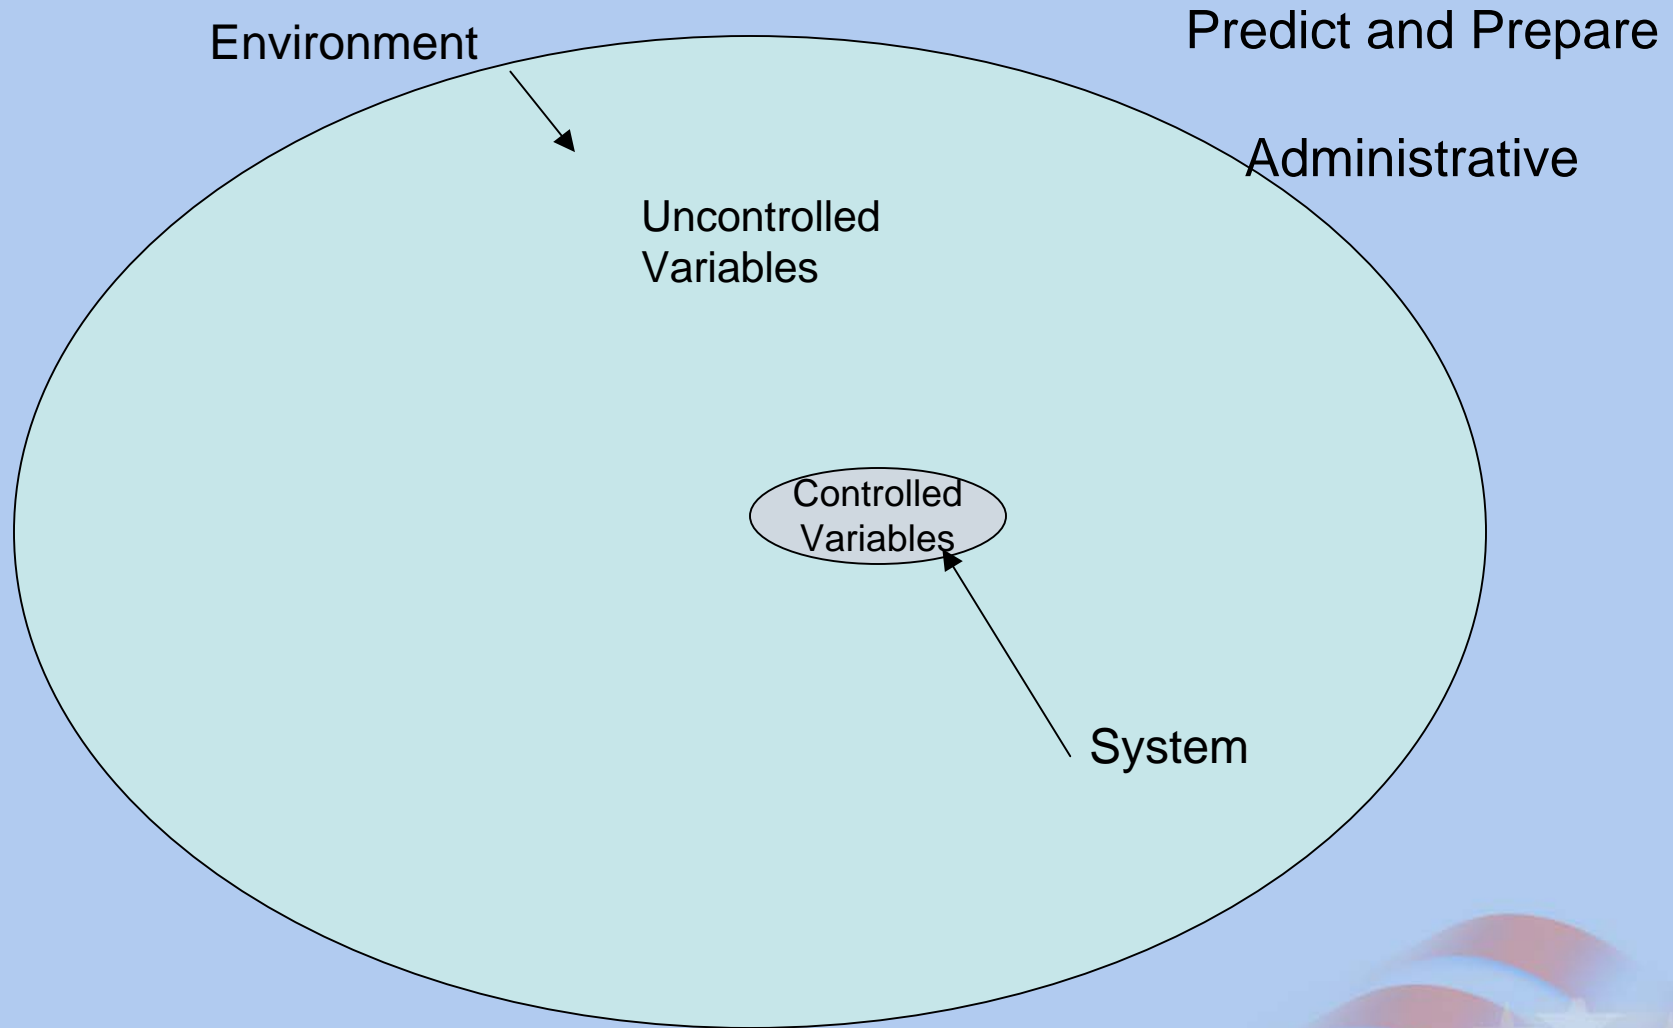 Environment
Predict and Prepare
Administrative
Uncontrolled
Variables
Controlled
Variables
System